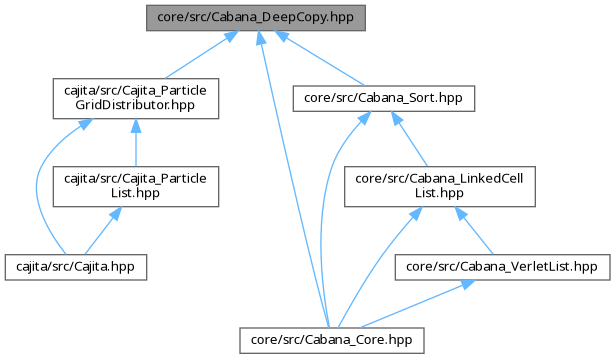 core/src/Cabana_DeepCopy.hpp
cajita/src/Cajita_Particle
GridDistributor.hpp
core/src/Cabana_Sort.hpp
cajita/src/Cajita_Particle
List.hpp
core/src/Cabana_LinkedCell
List.hpp
cajita/src/Cajita.hpp
core/src/Cabana_VerletList.hpp
core/src/Cabana_Core.hpp